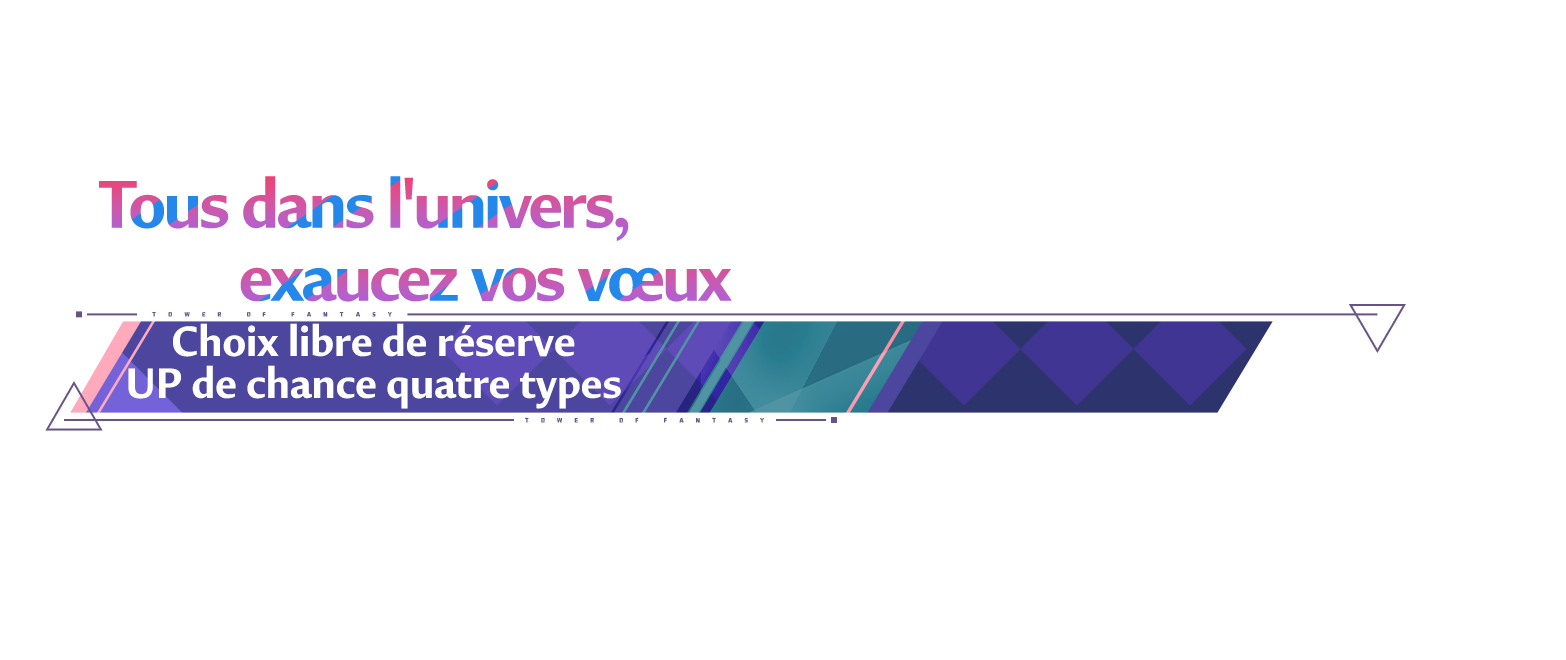 Tous dans l'univers,
exaucez vos vœux
TOWER OF FANTASY
Choix libre de réserve
UP de chance quatre types
TOWER OF FANTASY